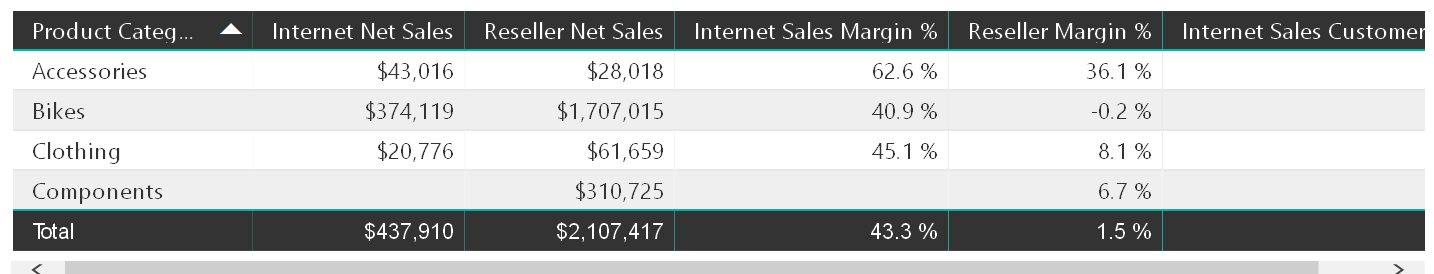 Product Categ... Internet Net Sales Reseller Net Sales Internet Sales Margin % Reseller Margin % Internet Sales Customer
Accessories $43,016 $28,018 62.6 % 36.1 %
Bikes $374,119 $1,707,015 40.9 % -0.2 %
Clothing $20,776 $61,659 45.1 % 8.1 %
Components $310,725 6.7 %
Total $437,910 $2,107,417 43.3 % 1.5 %